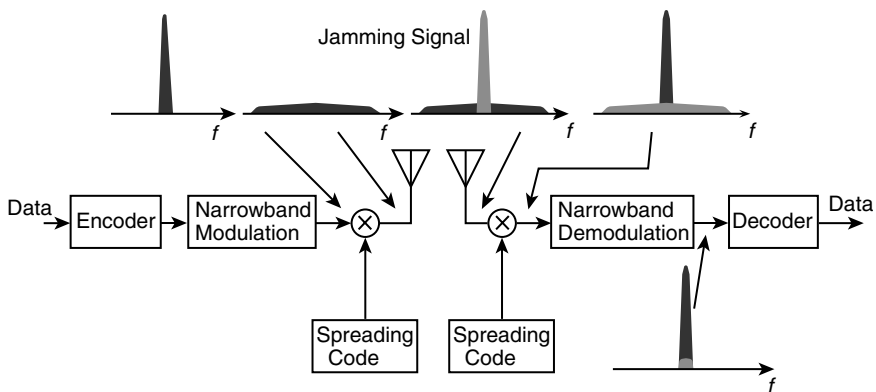 Jamming Signal
f
f
f
f
Data
Encoder
Narrowband
Modulation
×
×
Narrowband
Demodulation
Decoder
Data
Spreading
Code
Spreading
Code
f